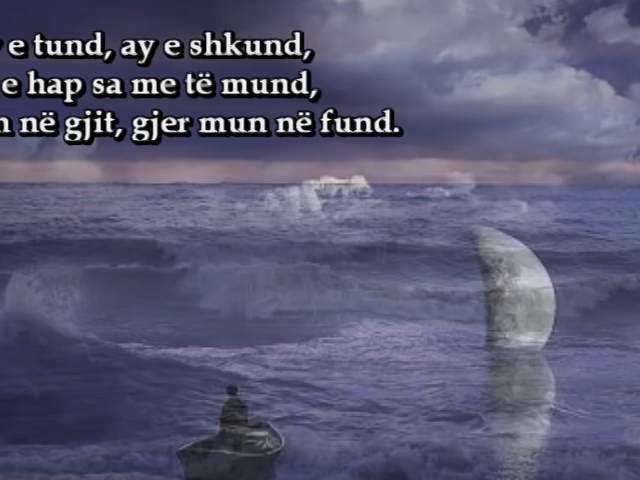 e tund, ay e shkund,
e hap sa me të mund,
në gjit, gjer mun në fund.